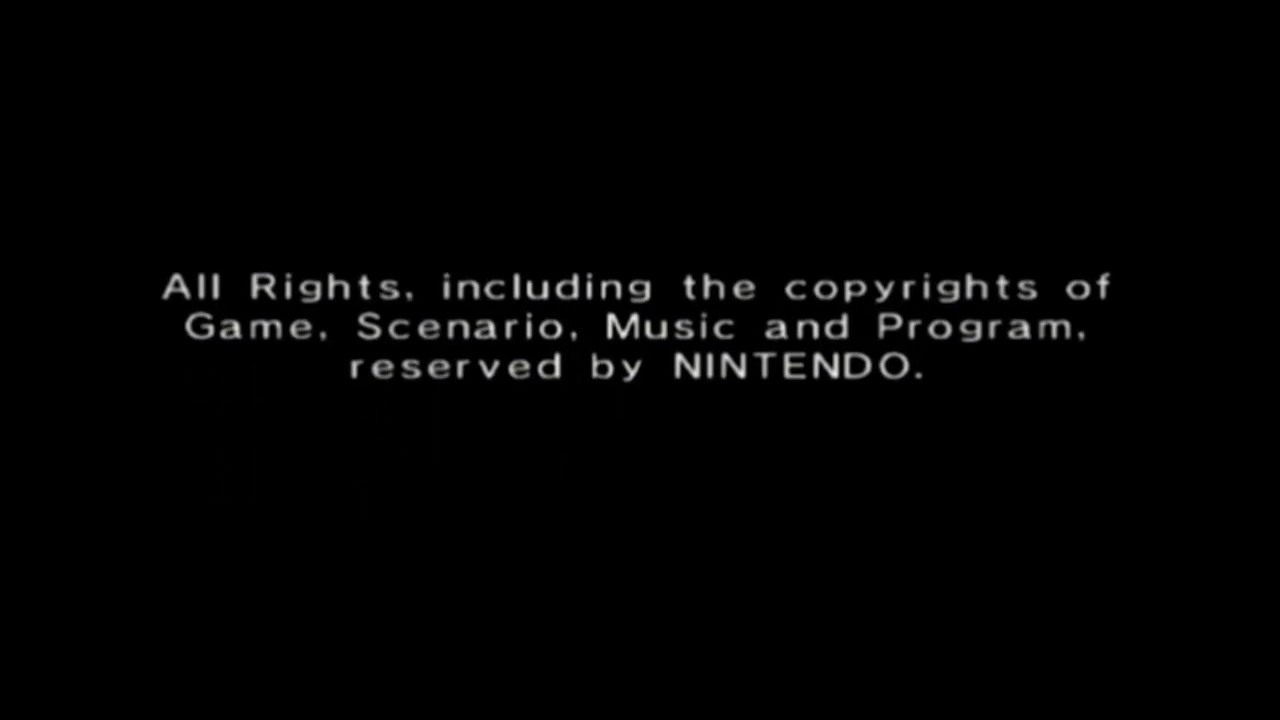 All Rights, including the copyrights of
Game, Scenario, Music and Program,
reserved by NINTENDO.